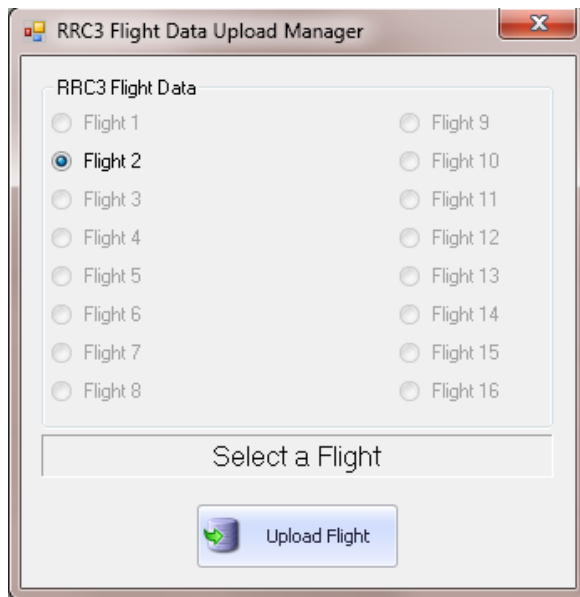 RRC3 Flight Data Upload Manager
RRC3 Flight Data
Flight 1
Flight 2
Flight 3
Flight 4
Flight 5
Flight 6
Flight 7
Flight 8
Flight 9
Flight 10
Flight 11
Flight 12
Flight 13
Flight 14
Flight 15
Flight 16
Select a Flight
Upload Flight